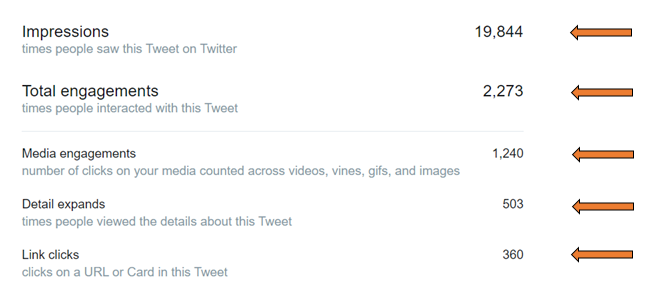 Impressions 19,844
times people saw this Tweet on Twitter
Total engagements 2,273
times people interacted with this Tweet
Media engagements 1,240
number of clicks on your media counted across videos, vines, gifs, and images
Detail expands 503
times people viewed the details about this Tweet
Link clicks 360
clicks on a URL or Card in this Tweet